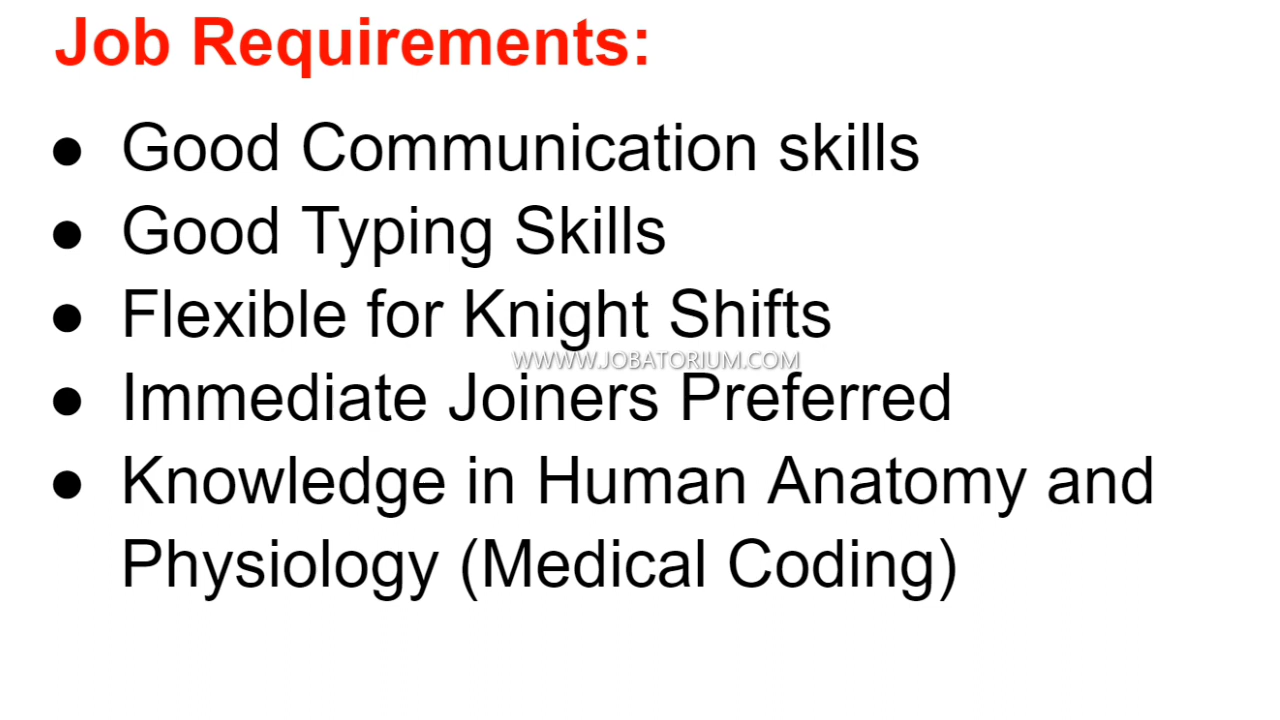 Job Requirements:
● Good Communication skills
● Good Typing Skills
● Flexible for Knight Shifts
WWWW.JOBATORIUM.COM
● Immediate Joiners Preferred
● Knowledge in Human Anatomy and
Physiology (Medical Coding)